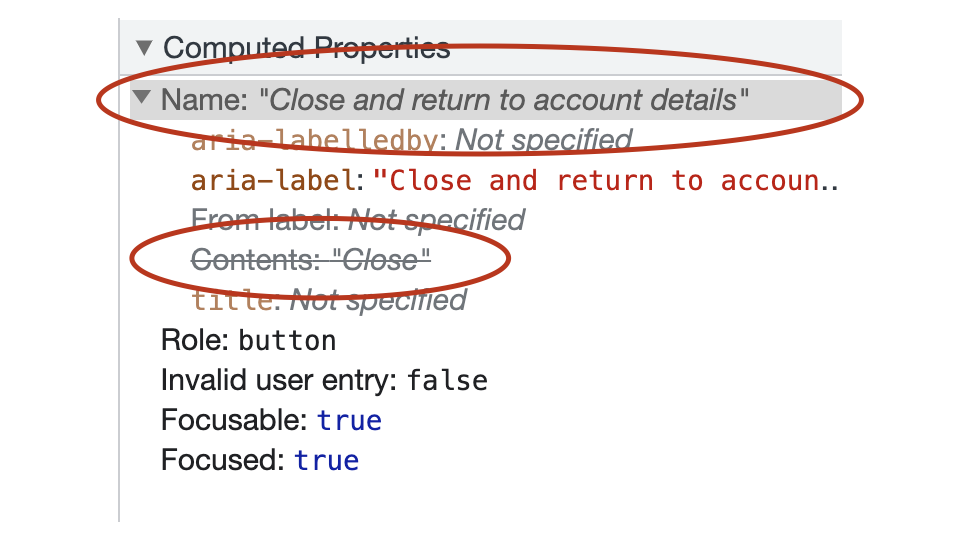 Computed Properties
Name: "Close and return to account details"
aria-labelledby: Not specified
aria-label: "Close and return to accoun..
From label: Not specified
Contents: "Close"
title: Not specified
Role: button
Invalid user entry: false
Focusable: true
Focused: true